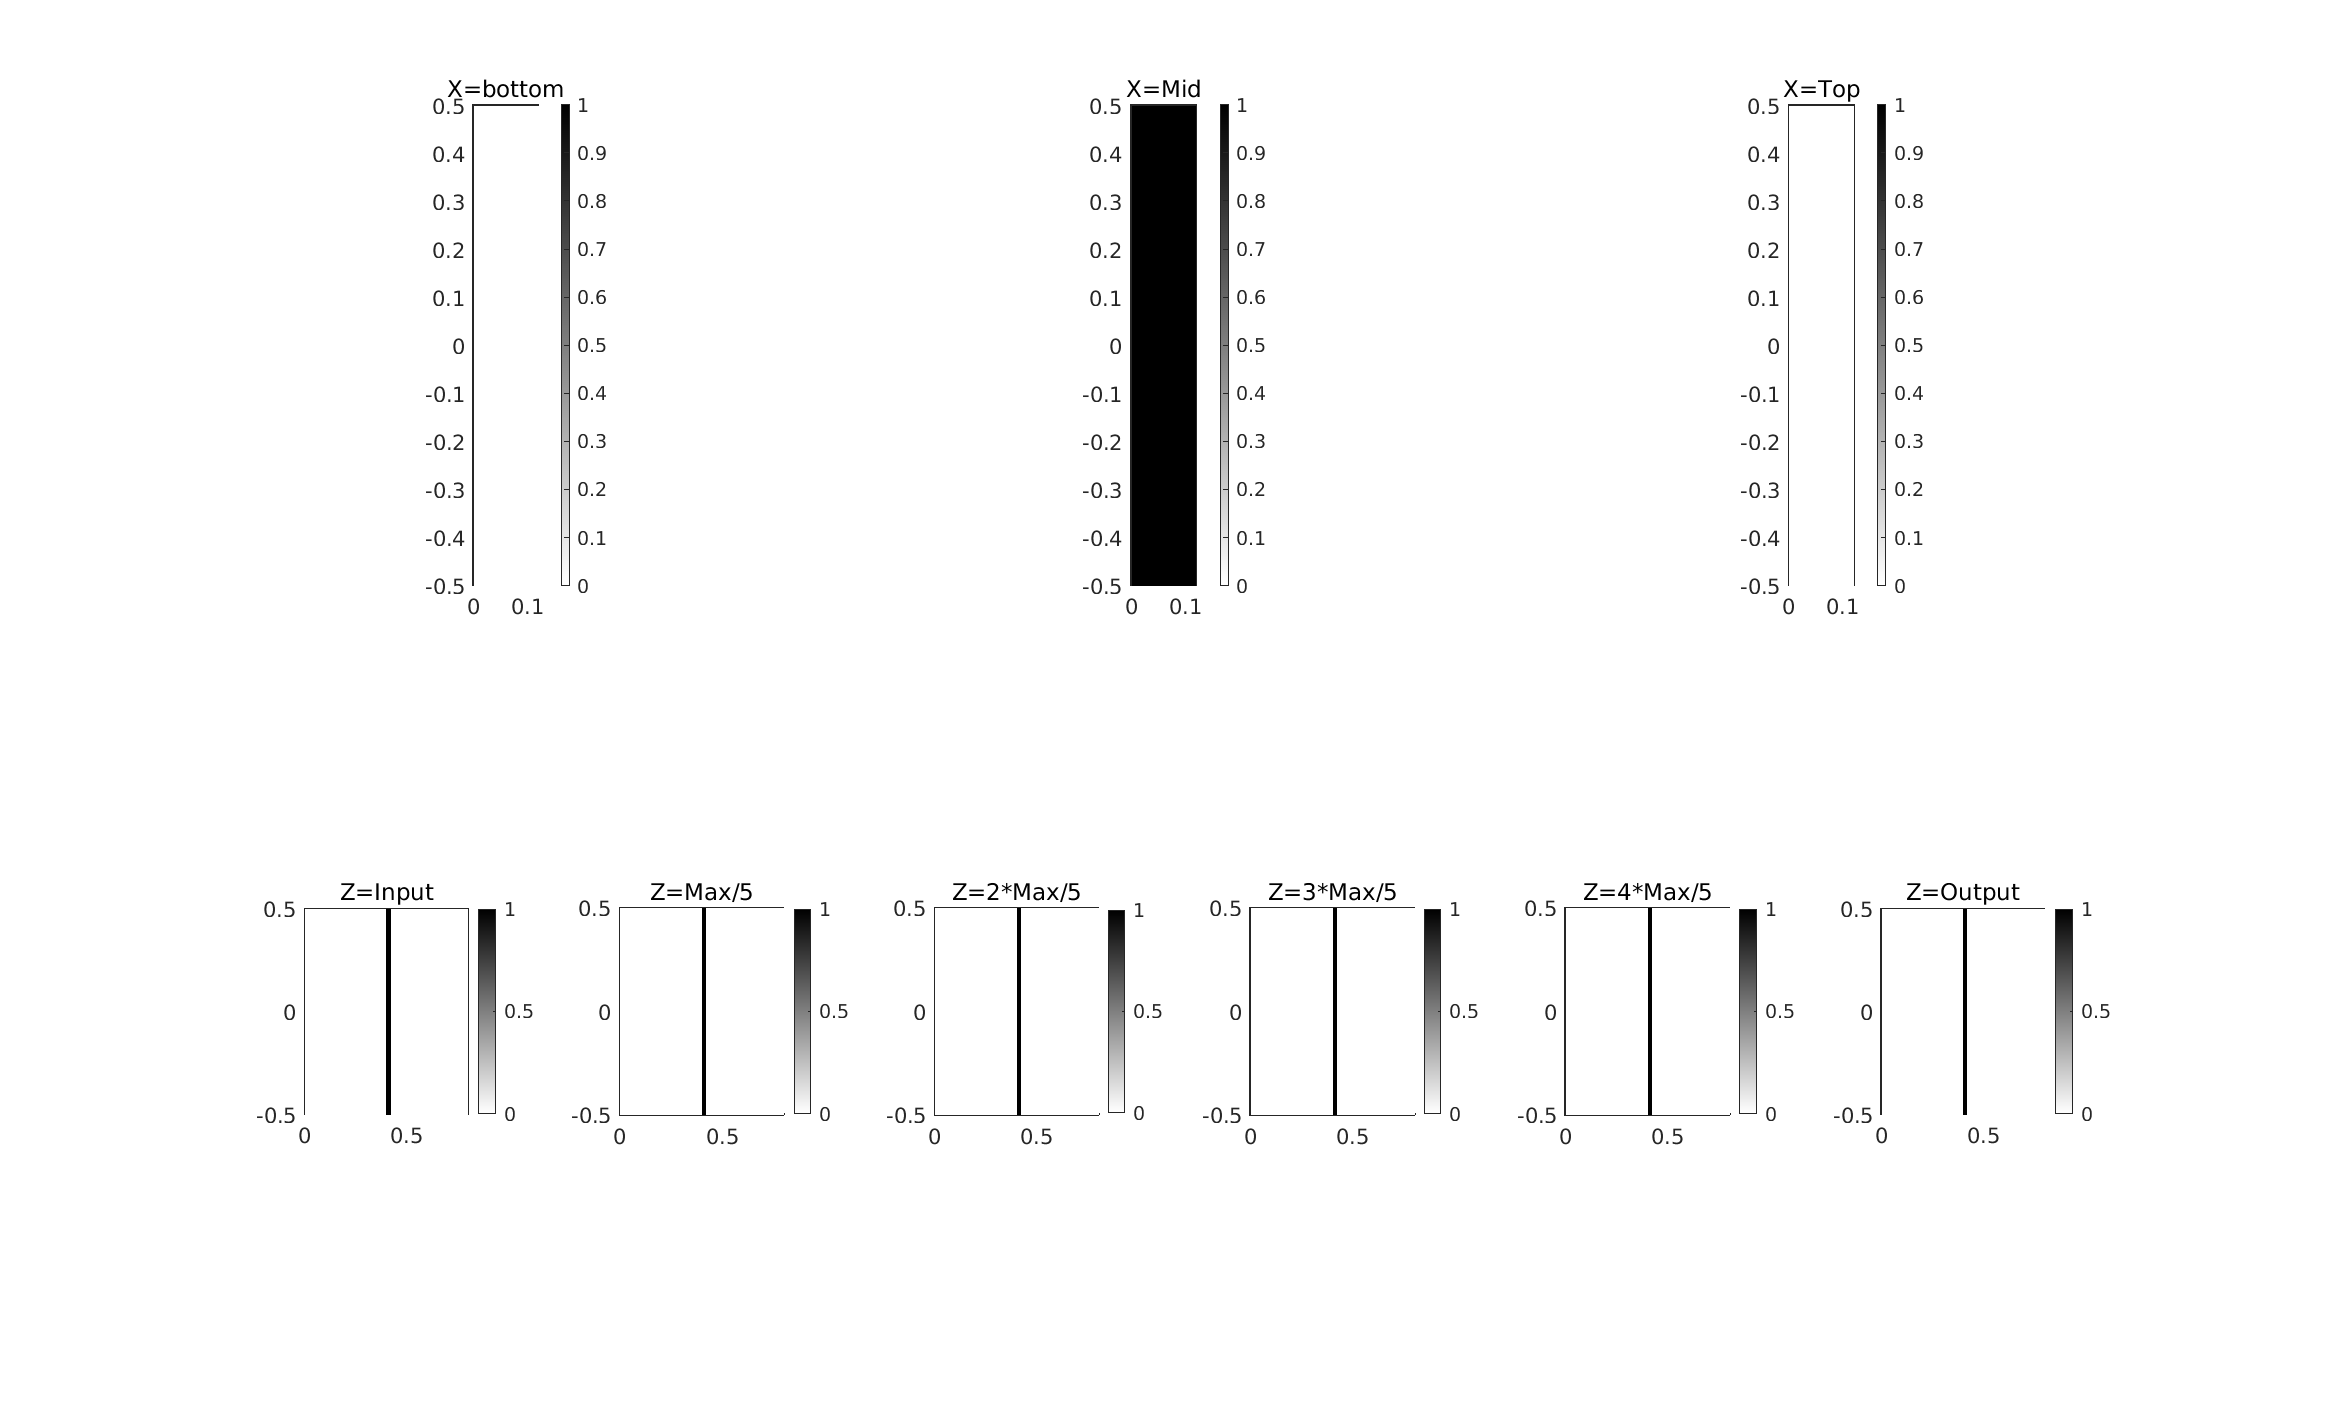 X=bottom X=Mid X=Top
0.5 1 0.5 1 0.5 1
0.4 0.9 0.4 0.9 0.4 0.9
0.3 0.8 0.3 0.8 0.3 0.8
0.2 0.7 0.2 0.7 0.2 0.7
0.1 0.6 0.1 0.6 0.1 0.6
0 0.5 0 0.5 0 0.5
-0.1 0.4 -0.1 0.4 -0.1 0.4
-0.2 0.3 -0.2 0.3 -0.2 0.3
-0.3 0.2 -0.3 0.2 -0.3 0.2
-0.4 0.1 -0.4 0.1 -0.4 0.1
-0.5 0 -0.5 0 -0.5 0
0 0.1 0 0.1 0 0.1
Z=Input Z=Max/5 Z=2*Max/5 Z=3*Max/5 Z=4*Max/5 Z=Output
0.5 1 0.5 1 0.5 1 0.5 1 0.5 1 0.5 1
0 0.5 0 0.5 0 0.5 0 0.5 0 0.5 0 0.5
-0.5 0 -0.5 0 -0.5 0 -0.5 0 -0.5 0 -0.5 0
0 0.5 0 0.5 0 0.5 0 0.5 0 0.5 0 0.5